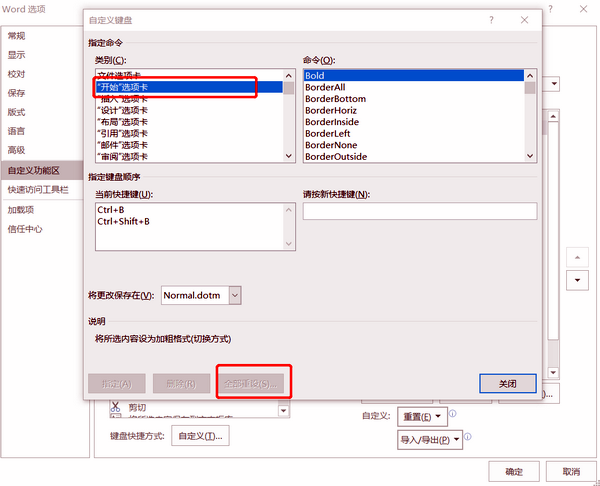 Word 选项
? ×
常规
显示
校对
保存
版式
语言
高级
自定义功能区
快速访问工具栏
加载项
信任中心
自定义键盘
? ×
指定命令
类别(C):
文件选项卡
"开始"选项卡
"插入"选项卡
"设计"选项卡
"布局"选项卡
"引用"选项卡
"邮件"选项卡
"审阅"选项卡
命令(O):
Bold
BorderAll
BorderBottom
BorderHoriz
BorderInside
BorderLeft
BorderNone
BorderOutside
指定键盘顺序
当前快捷键(U):
Ctrl+B
Ctrl+Shift+B
请按新快捷键(N):
将更改保存在(V): Normal.dotm
说明
将所选内容设为加粗格式(切换方式)
指定(A) 删除(R) 全部重设(S)... 关闭
剪切
键盘快捷方式: 自定义(T)...
)...
自定义: 重置(E)
导入/导出(P)
确定 取消